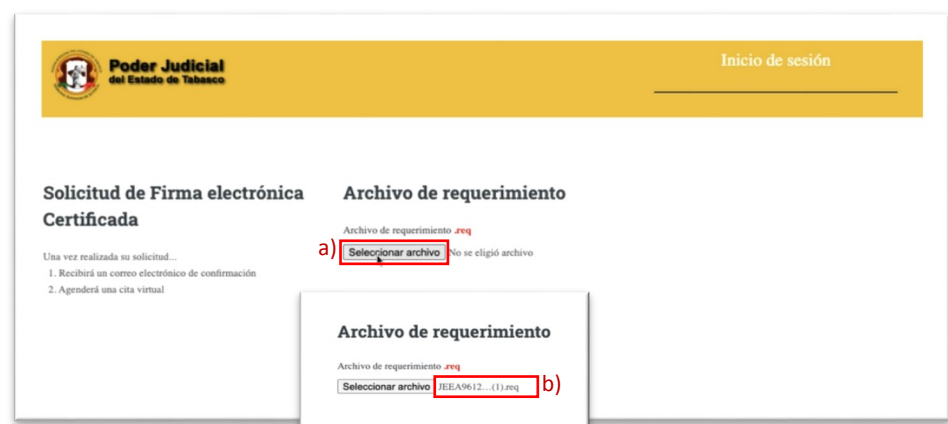 Poder Judicial
del Estado de Tabasco
Inicio de sesión
Solicitud de Firma electrónica
Certificada
Una vez realizada su solicitud...
1. Recibirá un correo electrónico de confirmación
2. Agenderá una cita virtual
Archivo de requerimiento
Archivo de requerimiento .req
a) Seleccionar archivo No se eligió archivo
Archivo de requerimiento
Archivo de requerimiento .req
Seleccionar archivo JEEA9612...(1).req b)